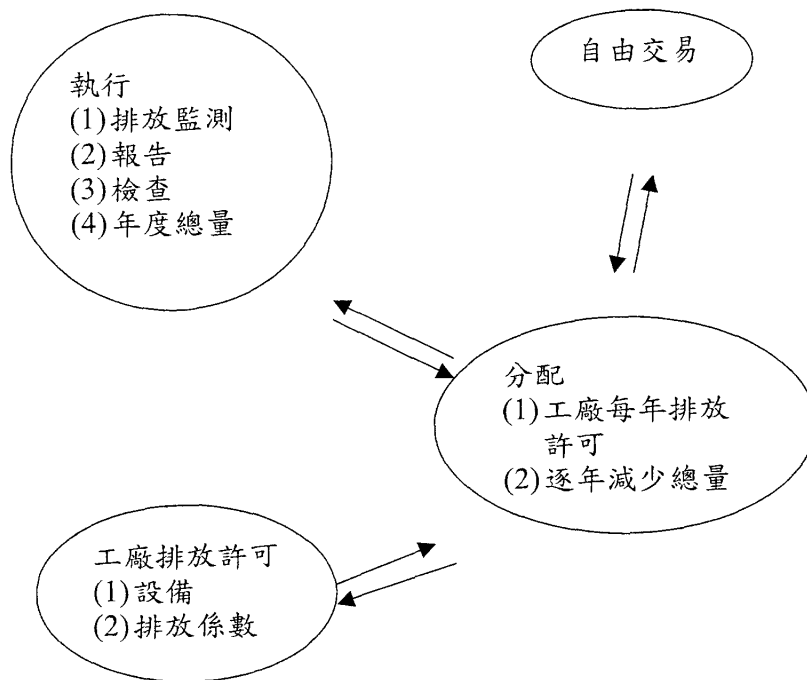 執行
(1)排放監測
(2)報告
(3)檢查
(4)年度總量
自由交易
分配
(1)工廠每年排放
許可
(2)逐年減少總量
工廠排放許可
(1)設備
(2)排放係數